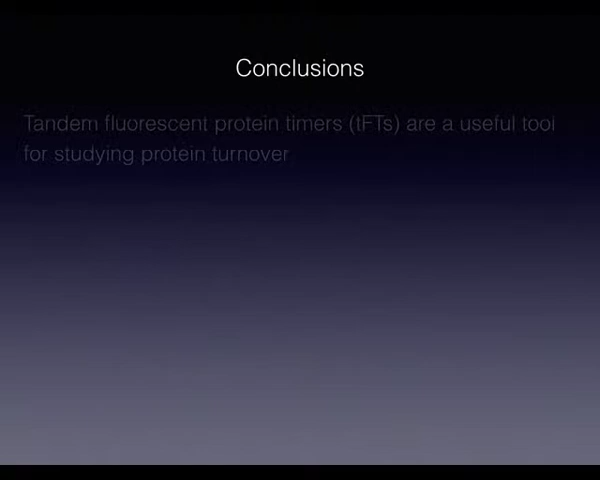 Conclusions
Tandem fluorescent protein timers (tFTs) are a useful tool
for studying protein turnover